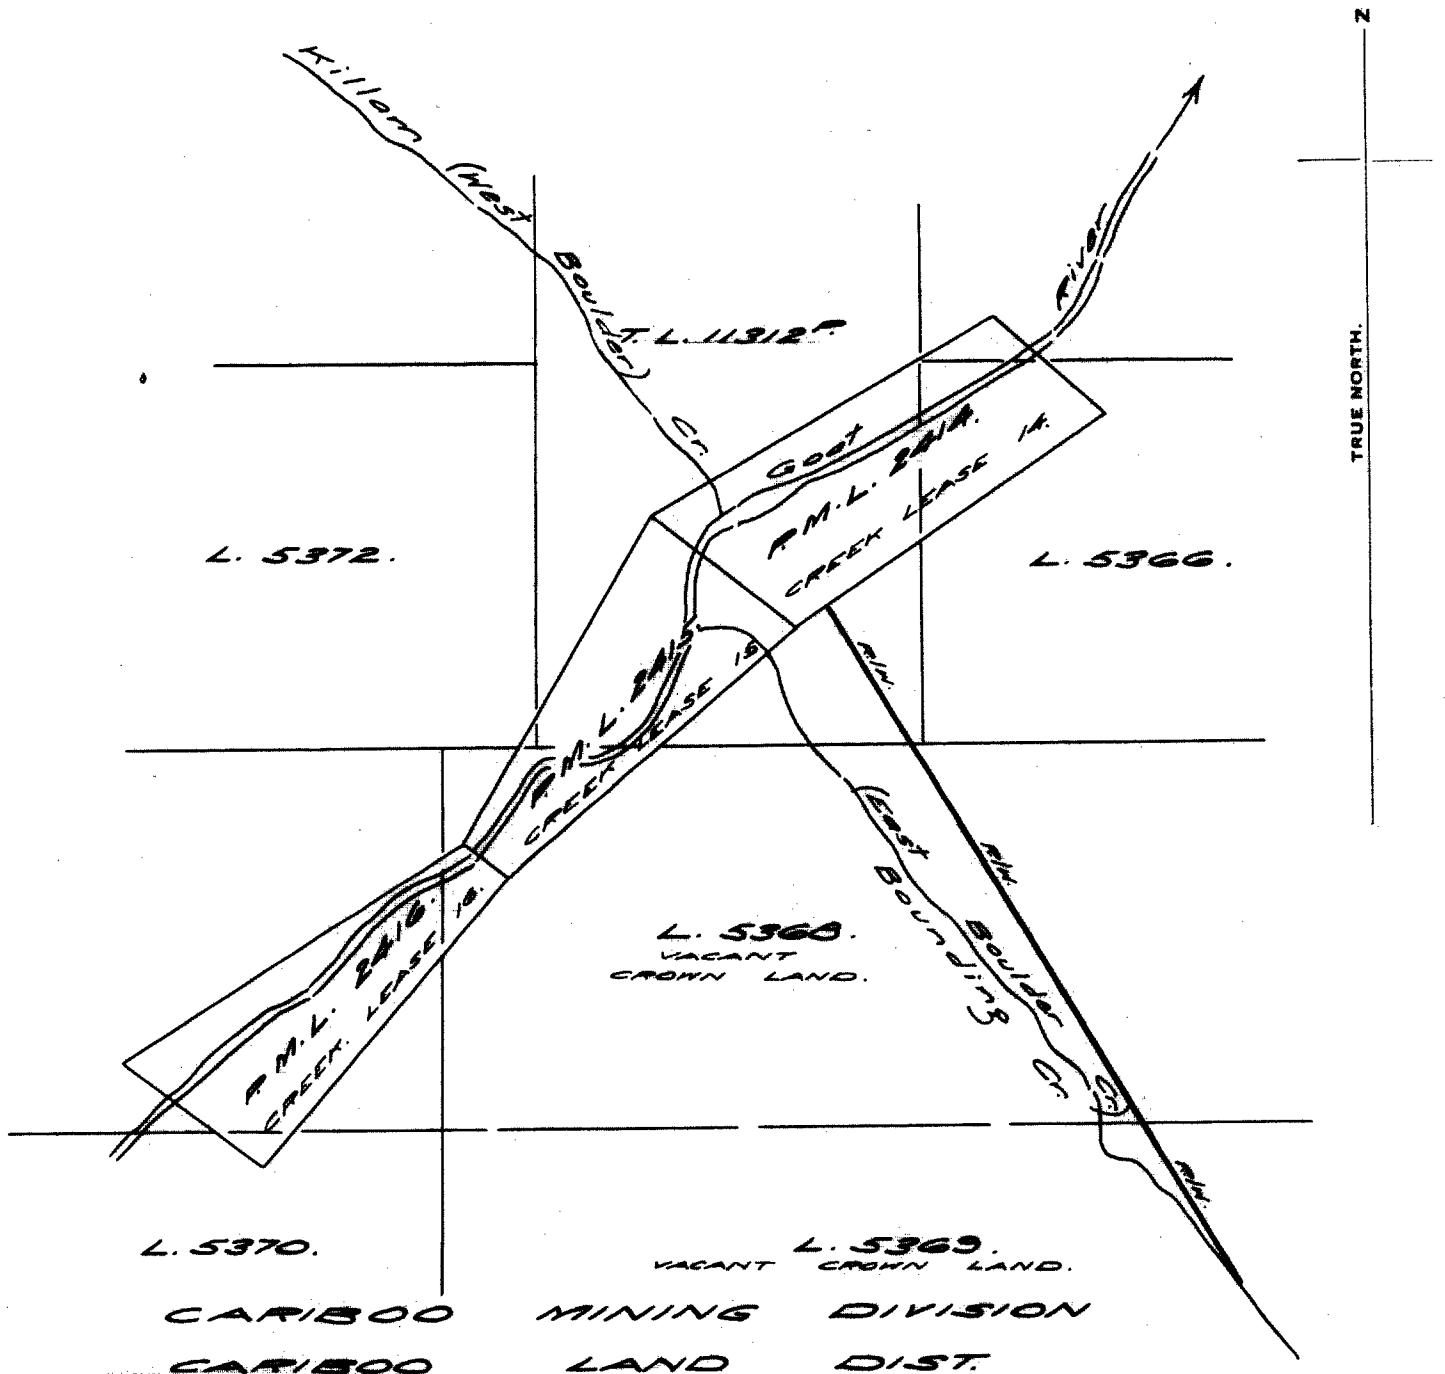 N
TRUE NORTH.
Killam (West Boulder) Cr.
T. L. 11312 P.
River
Goat
P. M. L. 2414.
CREEK LEASE 14.
L. 5372.
L. 5366.
P. M. L. 2415.
CREEK LEASE 15
R/W.
R/W.
(East Boulder Cr.)
Bounding Cr.
P. M. L. 2416.
CREEK. LEASE 16.
L. 5368.
VACANT
CROWN LAND.
R/W.
L. 5370.
L. 5369.
VACANT CROWN LAND.
CARIBOO MINING DIVISION
CARIBOO LAND DIST.